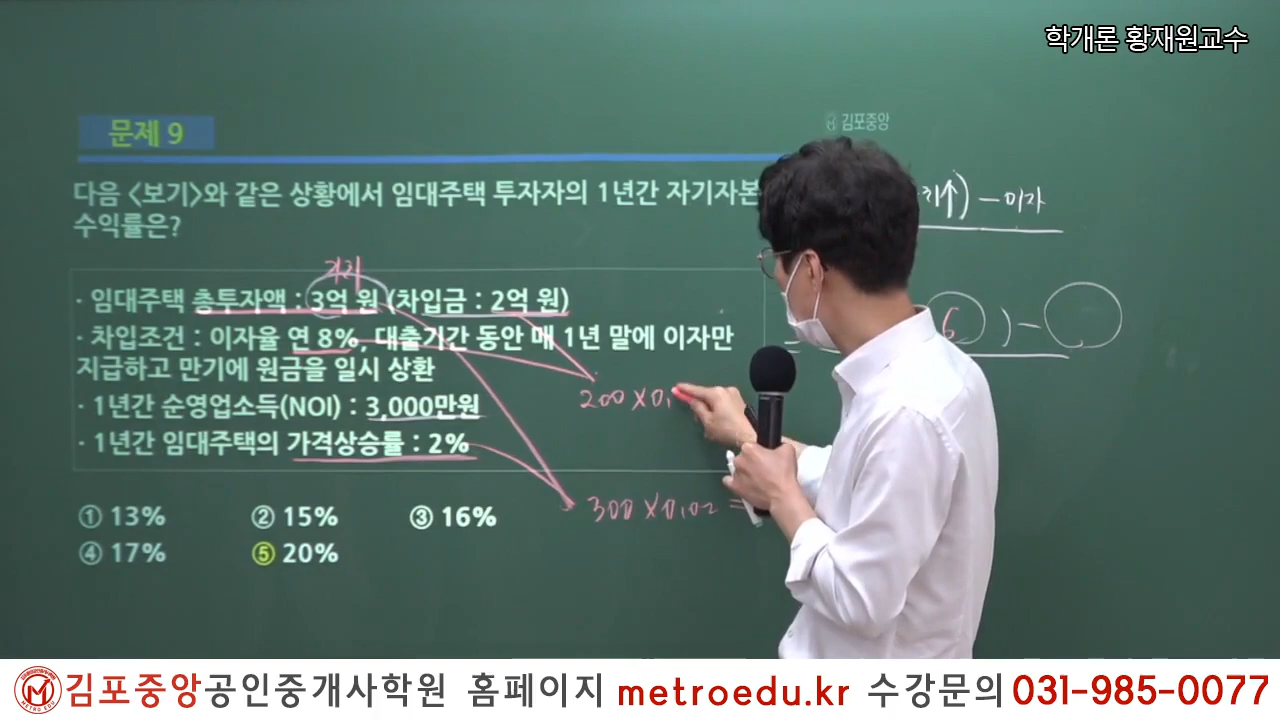 학개론 황재원교수
김포중앙
문제 9
다음 <보기>와 같은 상황에서 임대주택 투자자의 1년간 자기자본
수익률은?
↑) - 이자
6 ) -
· 임대주택 총투자액 : 3억 원 (차입금 : 2억 원)
· 차입조건 : 이자율 연 8%, 대출기간 동안 매 1년 말에 이자만
지급하고 만기에 원금을 일시 상환
· 1년간 순영업소득(NOI) : 3,000만원
· 1년간 임대주택의 가격상승률 : 2%
200 × 0.
300 × 0.02 =
① 13% ② 15% ③ 16%
④ 17% ⑤ 20%
김포중앙공인중개사학원 홈페이지 metroedu.kr 수강문의 031-985-0077